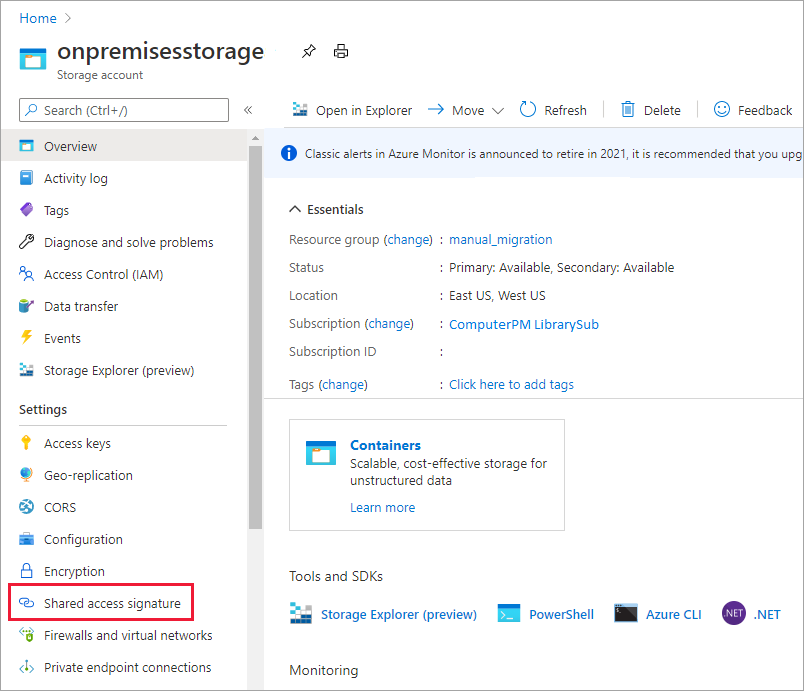 Home
onpremisesstorage
Storage account
Search (Ctrl+/)
«
Open in Explorer
Move
Refresh
Delete
Feedback
Overview
Activity log
Tags
Diagnose and solve problems
Access Control (IAM)
Data transfer
Events
Storage Explorer (preview)
Settings
Access keys
Geo-replication
CORS
Configuration
Encryption
Shared access signature
Firewalls and virtual networks
Private endpoint connections
Classic alerts in Azure Monitor is announced to retire in 2021, it is recommended that you upg
Essentials
Resource group (change) : manual_migration
Status : Primary: Available, Secondary: Available
Location : East US, West US
Subscription (change) : ComputerPM LibrarySub
Subscription ID :
Tags (change) : Click here to add tags
Containers
Scalable, cost-effective storage for
unstructured data
Learn more
Tools and SDKs
Storage Explorer (preview)
PowerShell
Azure CLI
NET
.NET
Monitoring